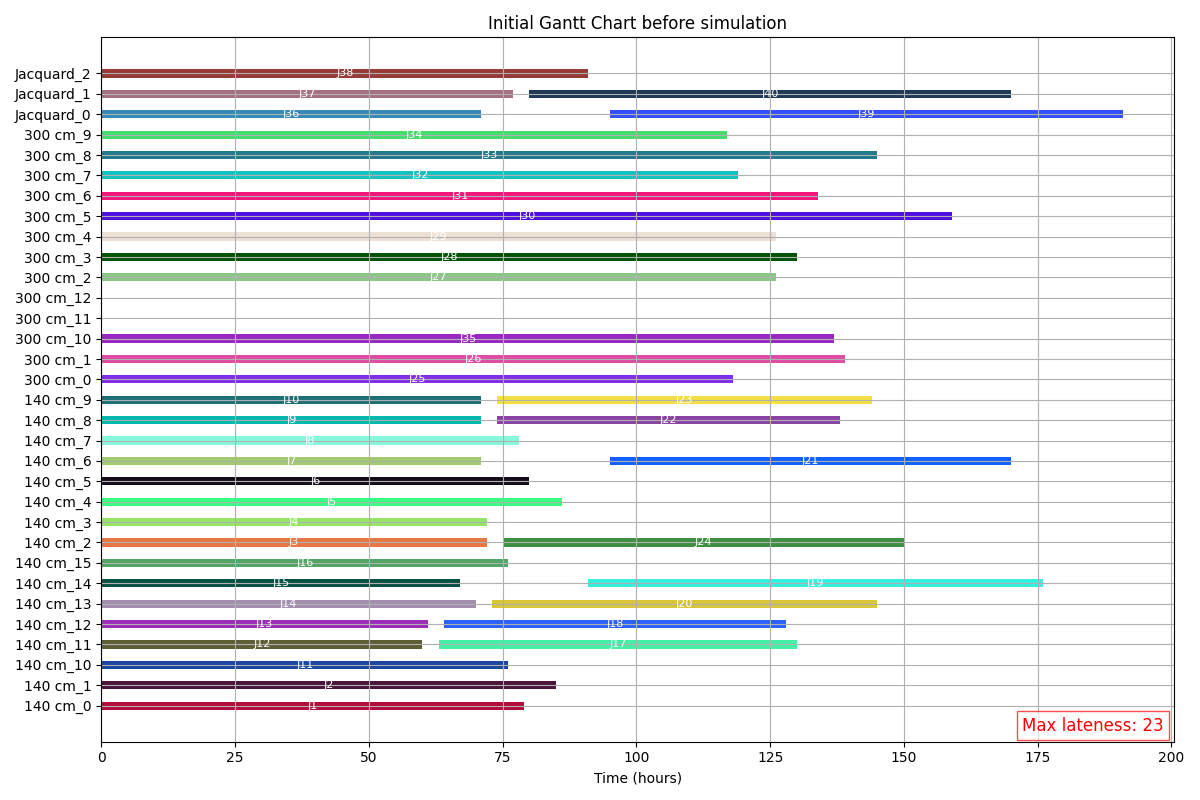 Initial Gantt Chart before simulation
Jacquard_2 J38
Jacquard_1 J37 J40
Jacquard_0 J36 J39
300 cm_9 J34
300 cm_8 J33
300 cm_7 J32
300 cm_6 J31
300 cm_5 J30
300 cm_4 J29
300 cm_3 J28
300 cm_2 J27
300 cm_12
300 cm_11
300 cm_10 J35
300 cm_1 J26
300 cm_0 J25
140 cm_9 J10 J23
140 cm_8 J9 J22
140 cm_7 J8
140 cm_6 J7 J21
140 cm_5 J6
140 cm_4 J5
140 cm_3 J4
140 cm_2 J3 J24
140 cm_15 J16
140 cm_14 J15 J19
140 cm_13 J14 J20
140 cm_12 J13 J18
140 cm_11 J12 J17
140 cm_10 J11
140 cm_1 J2
140 cm_0 J1
Max lateness: 23
0 25 50 75 100 125 150 175 200
Time (hours)